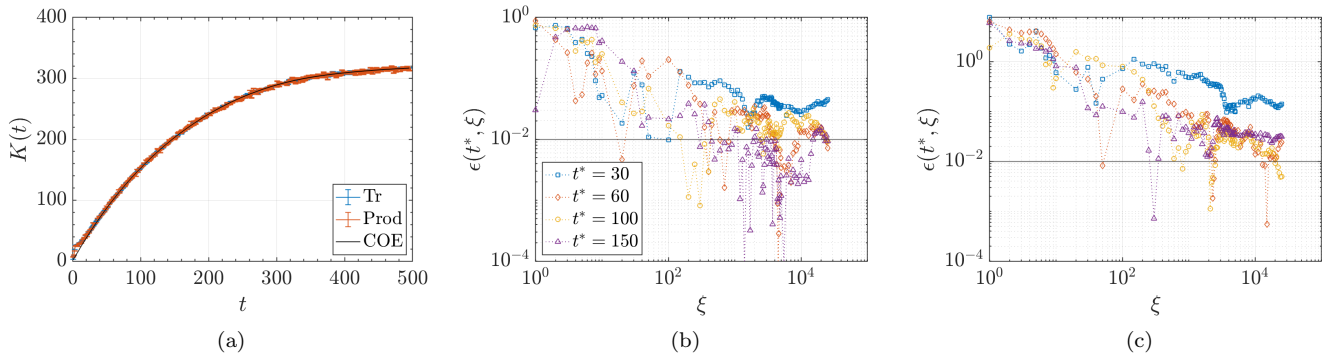 400
300
200
100
0
K(t)
0 100 200 300 400 500
t
Tr
Prod
COE
(a)
10^0
10^{-2}
10^{-4}
ϵ(t*, ξ)
t* = 30
t* = 60
t* = 100
t* = 150
10^0 10^2 10^4
ξ
(b)
10^0
10^{-2}
10^{-4}
ϵ(t*, ξ)
10^0 10^2 10^4
ξ
(c)